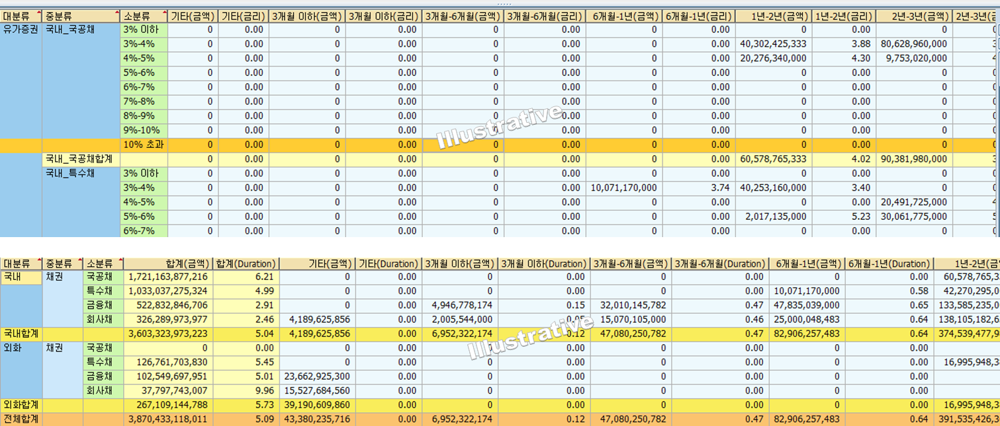 대분류 중분류 소분류 기타(금액) 기타(금리) 3개월 이하(금액) 3개월 이하(금리) 3개월-6개월(금액) 3개월-6개월(금리) 6개월-1년(금액) 6개월-1년(금리) 1년-2년(금액) 1년-2년(금리) 2년-3년(금액) 2년-3년(금
유가증권 국내_국공채 3% 이하 0 0.00 0 0.00 0 0.00 0 0.00 0 0.00 0
3%-4% 0 0.00 0 0.00 0 0.00 0 0.00 40,302,425,333 3.88 80,628,960,000
4%-5% 0 0.00 0 0.00 0 0.00 0 0.00 20,276,340,000 4.30 9,753,020,000
5%-6% 0 0.00 0 0.00 0 0.00 0 0.00 0 0.00 0
6%-7% 0 0.00 0 0.00 0 0.00 0 0.00 0 0.00 0
7%-8% 0 0.00 0 0.00 0 0.00 0 0.00 0 0.00 0
8%-9% 0 0.00 0 0.00 0 0.00 0 0.00 0 0.00 0
9%-10% 0 0.00 0 0.00 0 0.00 0 0.00 0 0.00 0
Illustrative
10% 초과 0 0.00 0 0.00 0 0.00 0 0.00 0 0.00 0
국내_국공채합계 0 0.00 0 0.00 0 0.00 0 0.00 60,578,765,333 4.02 90,381,980,000
국내_특수채 3% 이하 0 0.00 0 0.00 0 0.00 0 0.00 0 0.00 0
3%-4% 0 0.00 0 0.00 0 0.00 10,071,170,000 3.74 40,253,160,000 3.40 0
4%-5% 0 0.00 0 0.00 0 0.00 0 0.00 0 0.00 20,491,725,000
5%-6% 0 0.00 0 0.00 0 0.00 0 0.00 2,017,135,000 5.23 30,061,775,000
6%-7% 0 0.00 0 0.00 0 0.00 0 0.00 0 0.00 0
대분류 중분류 소분류 합계(금액) 합계(Duration) 기타(금액) 기타(Duration) 3개월 이하(금액) 3개월 이하(Duration) 3개월-6개월(금액) 3개월-6개월(Duration) 6개월-1년(금액) 6개월-1년(Duration) 1년-2년(금
국내 채권 국공채 1,721,163,877,216 6.21 0 0.00 0 0.00 0 0.00 0 0.00 60,578,765,3
특수채 1,033,037,275,324 4.99 0 0.00 0 0.00 0 0.00 10,071,170,000 0.58 42,270,295,0
금융채 522,832,846,706 2.91 0 0.00 4,946,778,174 0.15 32,010,145,782 0.47 47,835,039,000 0.65 133,585,235,0
회사채 326,289,973,977 2.46 4,189,625,856 0.00 2,005,544,000 0.05 15,070,105,000 0.46 25,000,048,483 0.64 138,105,182,6
Illustrative
국내합계 3,603,323,973,223 5.04 4,189,625,856 0.00 6,952,322,174 0.12 47,080,250,782 0.47 82,906,257,483 0.64 374,539,477,9
외화 채권 국공채 0 0.00 0 0.00 0 0.00 0 0.00 0 0.00
특수채 126,761,703,830 5.45 0 0.00 0 0.00 0 0.00 0 0.00 16,995,948,3
금융채 102,549,697,951 5.01 23,662,925,300 0.00 0 0.00 0 0.00 0 0.00
회사채 37,797,743,007 9.96 15,527,684,560 0.00 0 0.00 0 0.00 0 0.00
외화합계 267,109,144,788 5.73 39,190,609,860 0.00 0 0.00 0 0.00 0 0.00 16,995,948,3
전체합계 3,870,433,118,011 5.09 43,380,235,716 0.00 6,952,322,174 0.12 47,080,250,782 0.47 82,906,257,483 0.64 391,535,426,3